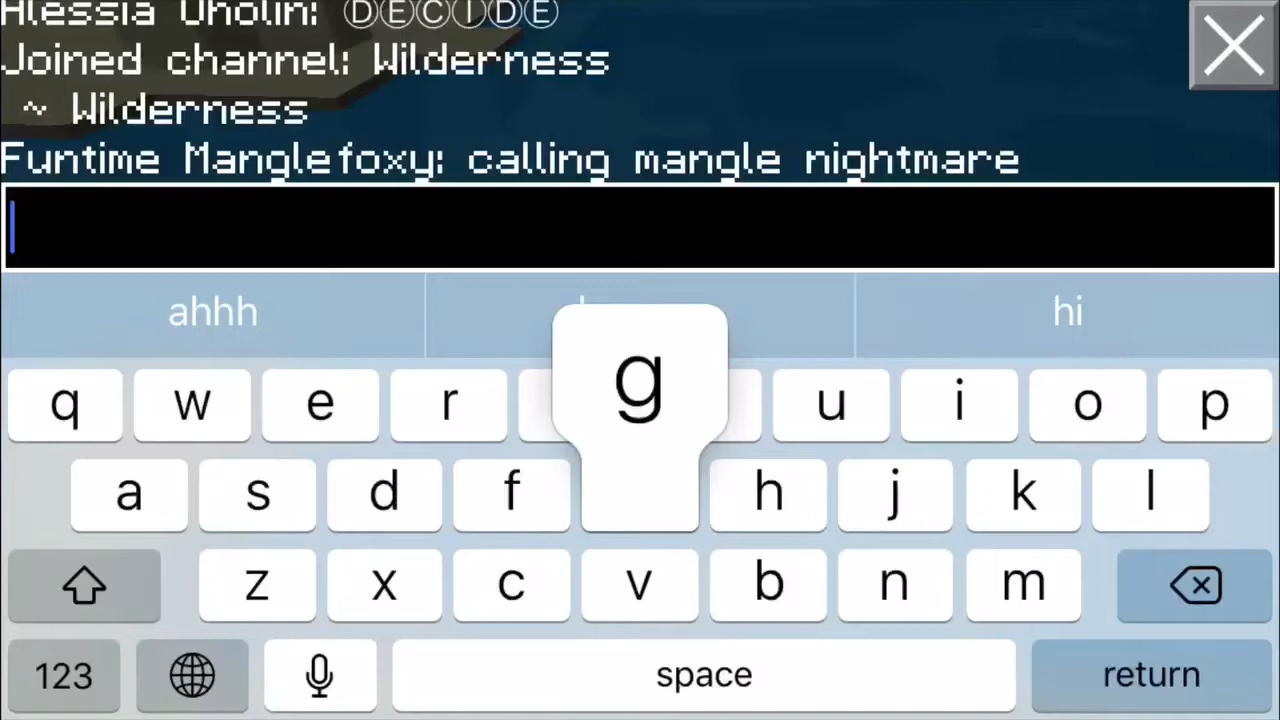 Alessia Uholin: ⒹⒺⒸⒾⒹⒺ
Joined channel: Wilderness
~ Wilderness
Funtime Manglefoxy: calling mangle nightmare
ahhh hi
g
q w e r u i o p
a s d f h j k l
z x c v b n m
123 space return